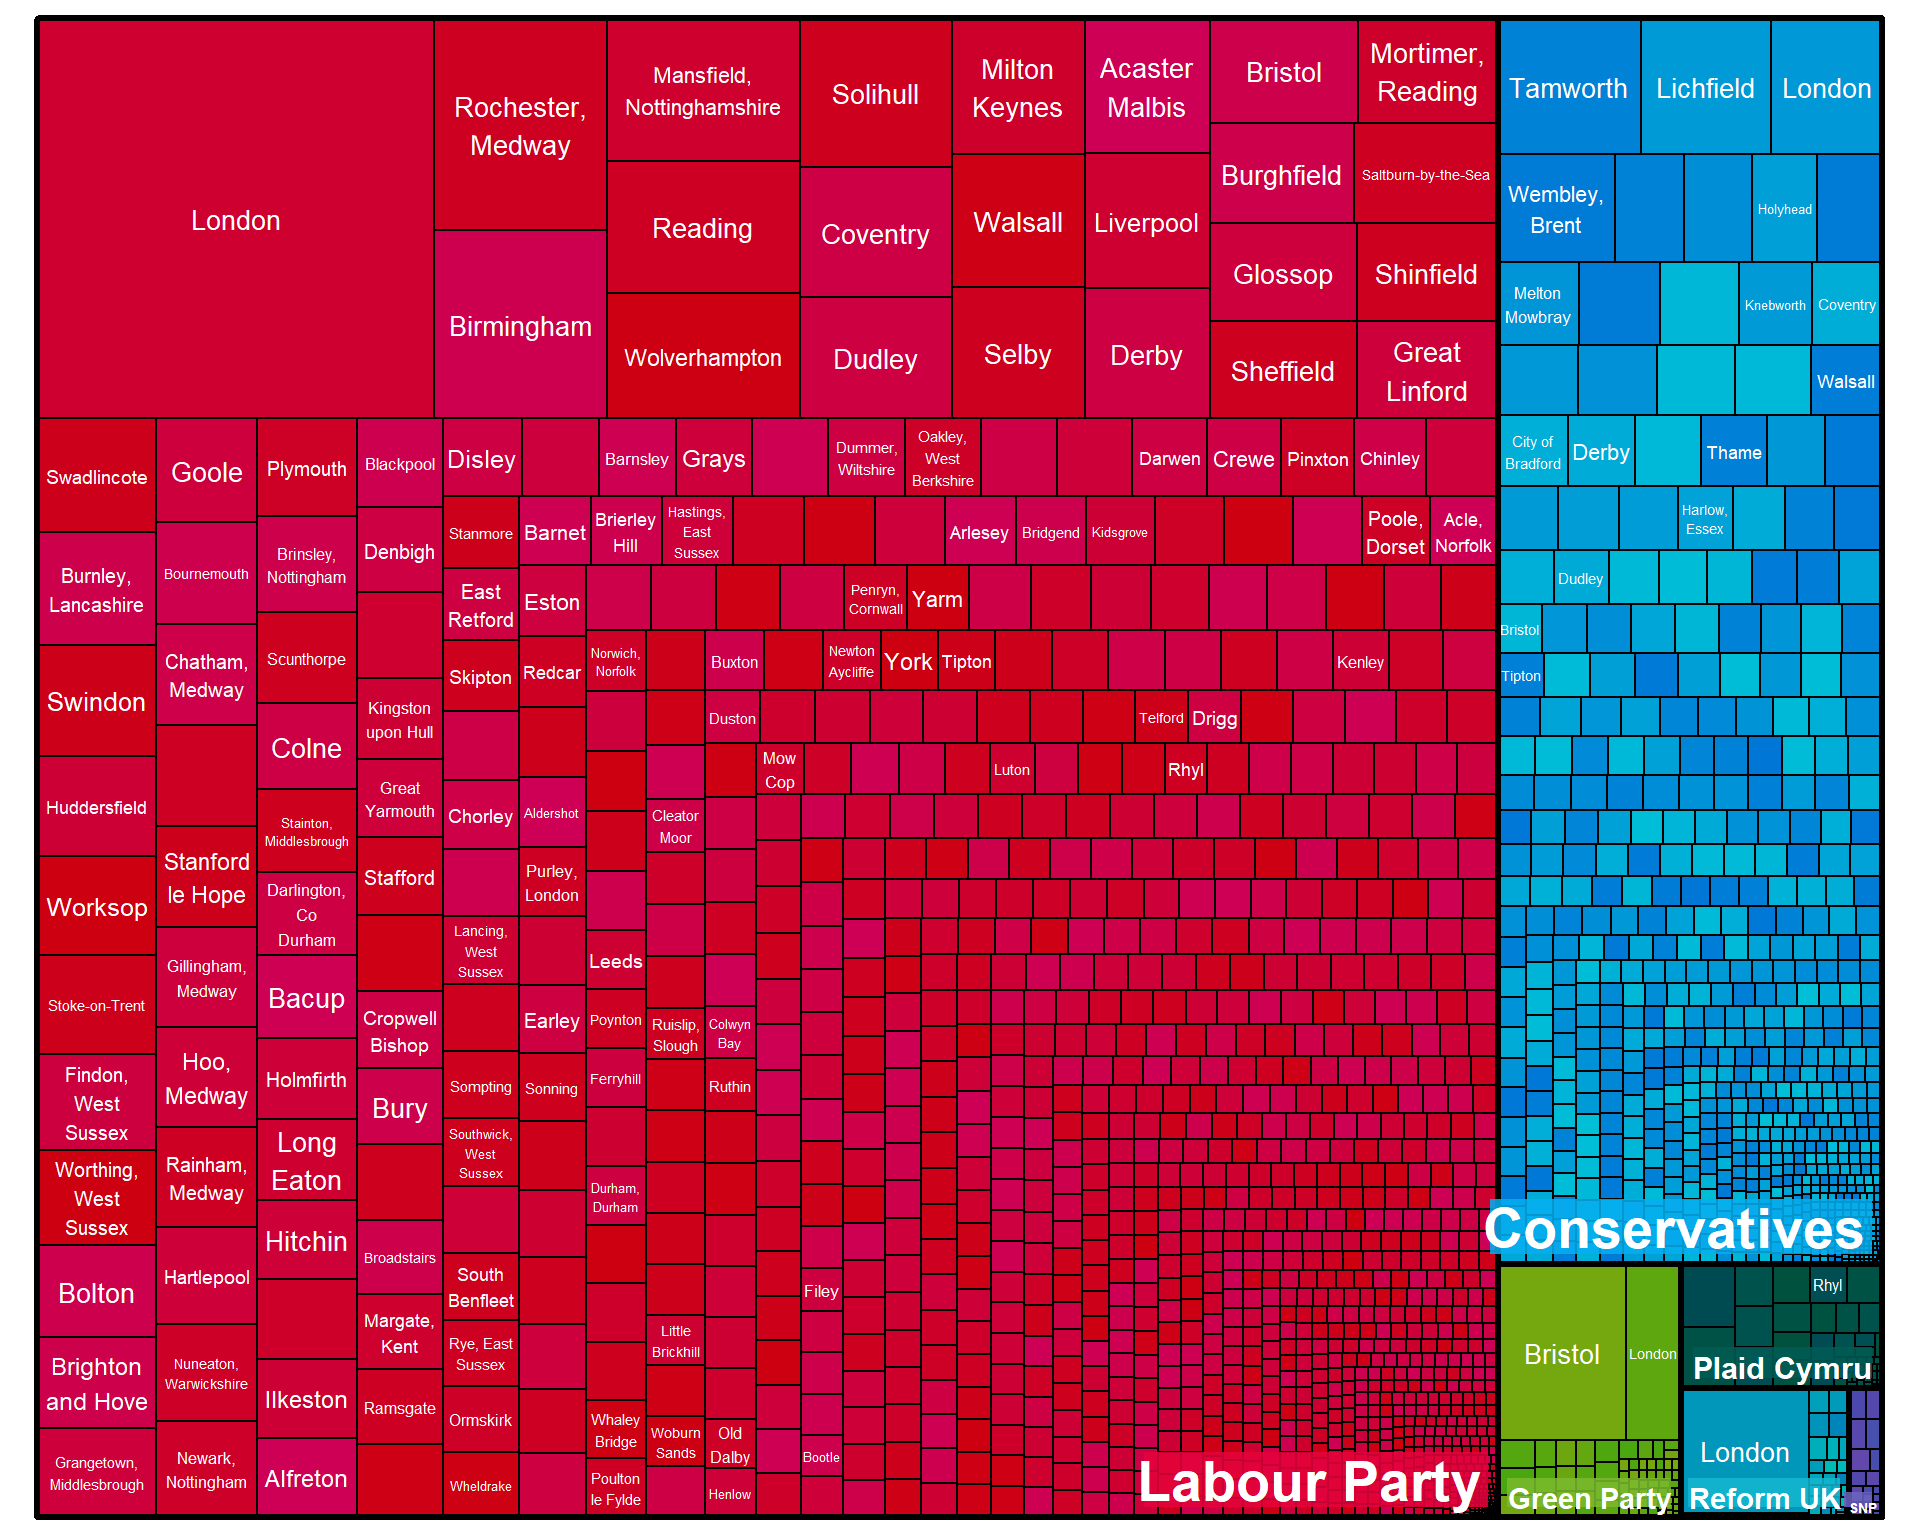 London
Rochester,
Medway
Birmingham
Mansfield,
Nottinghamshire
Reading
Wolverhampton
Solihull
Coventry
Dudley
Milton
Keynes
Walsall
Selby
Acaster
Malbis
Liverpool
Derby
Bristol
Mortimer,
Reading
Burghfield
Saltburn-by-the-Sea
Glossop
Shinfield
Sheffield
Great
Linford
Swadlincote
Burnley,
Lancashire
Swindon
Huddersfield
Worksop
Stoke-on-Trent
Findon,
West
Sussex
Worthing,
West
Sussex
Bolton
Brighton
and Hove
Grangetown,
Middlesbrough
Goole
Bournemouth
Chatham,
Medway
Stanford
le Hope
Gillingham,
Medway
Hoo,
Medway
Rainham,
Medway
Hartlepool
Nuneaton,
Warwickshire
Newark,
Nottingham
Plymouth
Brinsley,
Nottingham
Scunthorpe
Colne
Stainton,
Middlesbrough
Darlington,
Co
Durham
Bacup
Holmfirth
Long
Eaton
Hitchin
Ilkeston
Alfreton
Blackpool
Denbigh
Kingston
upon Hull
Great
Yarmouth
Stafford
Cropwell
Bishop
Bury
Broadstairs
Margate,
Kent
Ramsgate
Disley
Barnsley
Grays
Dummer,
Wiltshire
Oakley,
West
Berkshire
Darwen
Crewe
Pinxton
Chinley
Stanmore
East
Retford
Skipton
Chorley
Lancing,
West
Sussex
Sompting
Southwick,
West
Sussex
South
Benfleet
Rye, East
Sussex
Ormskirk
Wheldrake
Barnet
Brierley
Hill
Hastings,
East
Sussex
Arlesey
Bridgend
Kidsgrove
Poole,
Dorset
Acle,
Norfolk
Eston
Redcar
Aldershot
Purley,
London
Earley
Sonning
Penryn,
Cornwall
Yarm
Norwich,
Norfolk
Leeds
Poynton
Ferryhill
Durham,
Durham
Whaley
Bridge
Poulton
le Fylde
Buxton
Newton
Aycliffe
York
Tipton
Kenley
Cleator
Moor
Ruislip,
Slough
Little
Brickhill
Woburn
Sands
Duston
Telford
Drigg
Colwyn
Bay
Ruthin
Old
Dalby
Henlow
Mow
Cop
Luton
Rhyl
Filey
Bootle
Labour Party
Tamworth
Lichfield
London
Wembley,
Brent
Holyhead
Melton
Mowbray
Knebworth
Coventry
Walsall
City of
Bradford
Derby
Thame
Harlow,
Essex
Dudley
Bristol
Tipton
Conservatives
Bristol
London
Green Party
Rhyl
Plaid Cymru
London
Reform UK
SNP